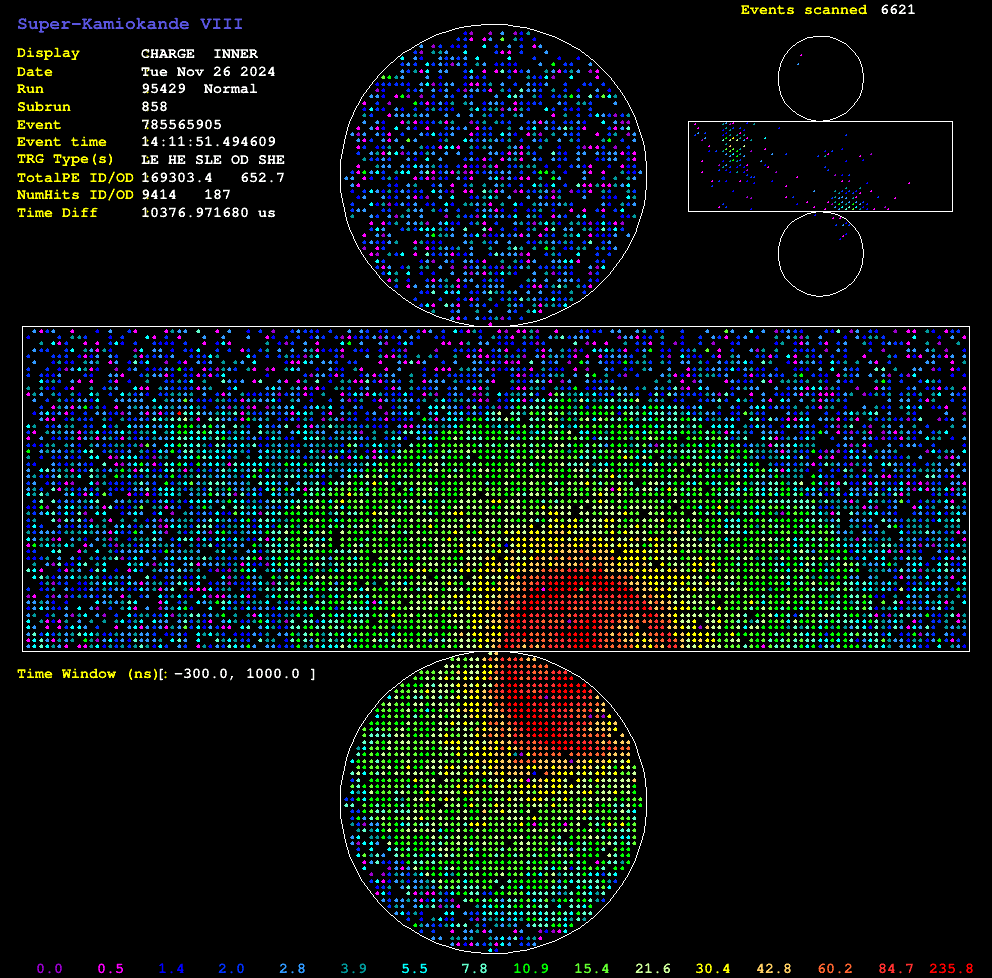 Super-Kamiokande VIII
Events scanned 6621
Display CHARGE INNER
Date Tue Nov 26 2024
Run 95429 Normal
Subrun 858
Event 785565905
Event time 14:11:51.494609
TRG Type(s) LE HE SLE OD SHE
TotalPE ID/OD 169303.4 652.7
NumHits ID/OD 9414 187
Time Diff 10376.971680 us
Time Window (ns)[: -300.0, 1000.0 ]
0.0 0.5 1.4 2.0 2.8 3.9 5.5 7.8 10.9 15.4 21.6 30.4 42.8 60.2 84.7 235.8